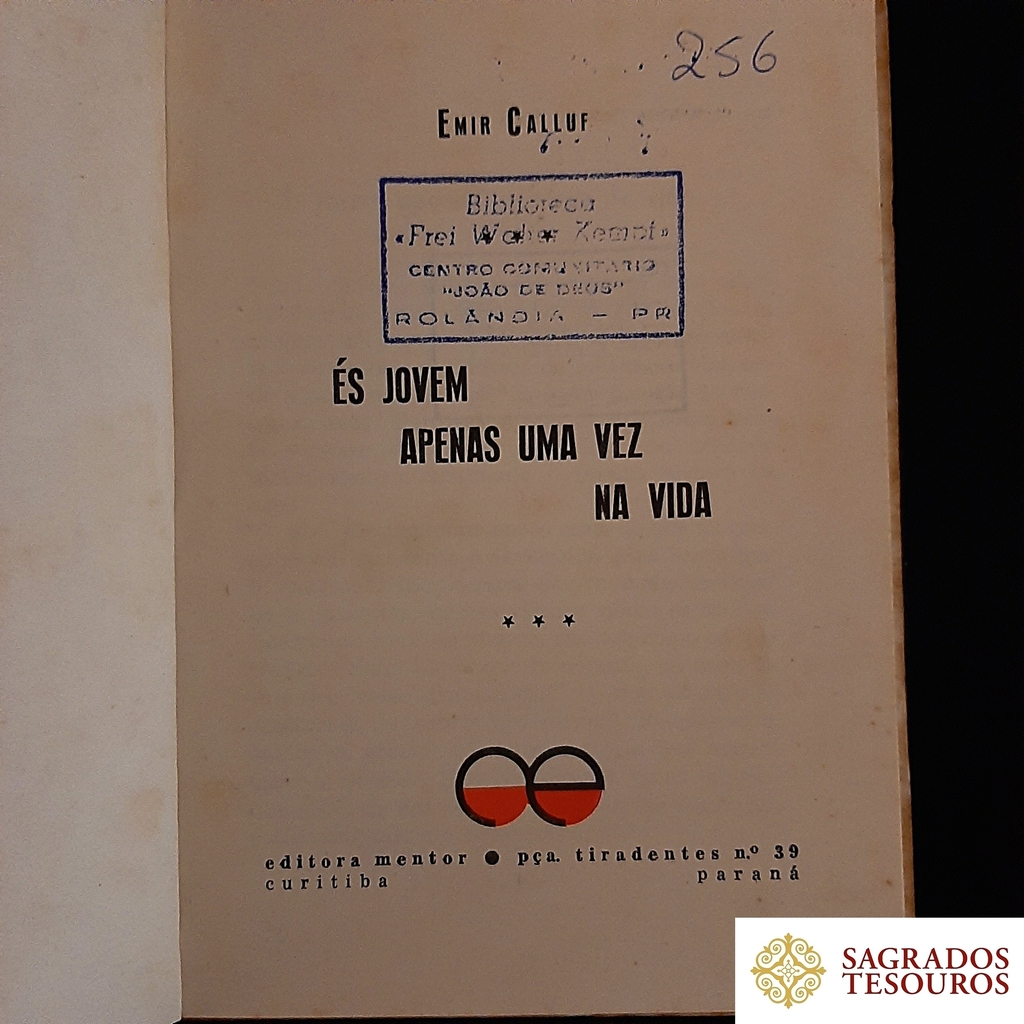 256
EMIR CALLUF
Biblioteca
«Frei Kempf»
CENTRO COMUNITARIO
"JOÃO DE DEUS"
ROLÂNDIA — PR
ÉS JOVEM
APENAS UMA VEZ
NA VIDA
editora mentor ● pça. tiradentes n.º 39
curitiba paraná
SAGRADOS
TESOUROS